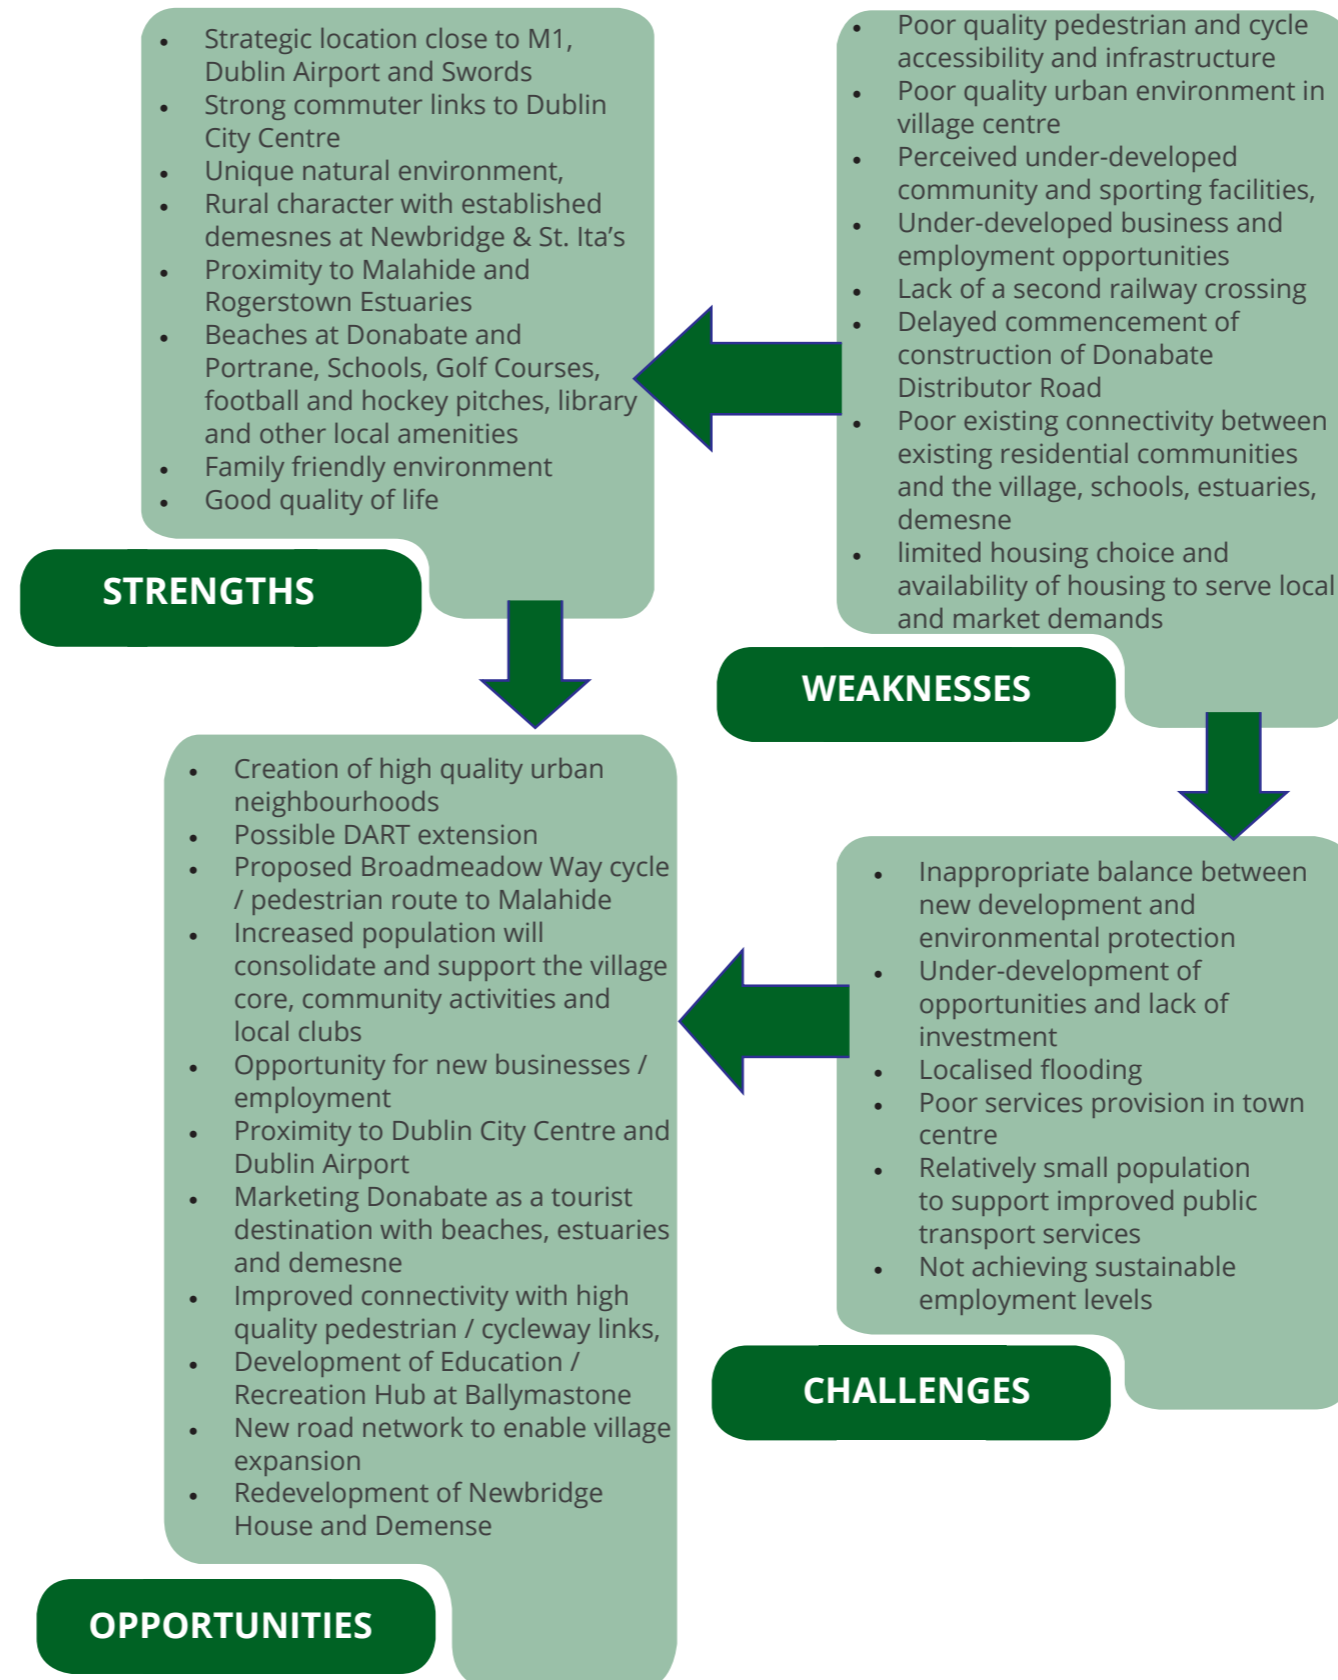 • Strategic location close to M1,
Dublin Airport and Swords
• Strong commuter links to Dublin
City Centre
• Unique natural environment,
• Rural character with established
demesnes at Newbridge & St. Ita's
• Proximity to Malahide and
Rogerstown Estuaries
• Beaches at Donabate and
Portrane, Schools, Golf Courses,
football and hockey pitches, library
and other local amenities
• Family friendly environment
• Good quality of life
STRENGTHS
• Poor quality pedestrian and cycle
accessibility and infrastructure
• Poor quality urban environment in
village centre
• Perceived under-developed
community and sporting facilities,
• Under-developed business and
employment opportunities
• Lack of a second railway crossing
• Delayed commencement of
construction of Donabate
Distributor Road
• Poor existing connectivity between
existing residential communities
and the village, schools, estuaries,
demesne
• limited housing choice and
availability of housing to serve local
and market demands
WEAKNESSES
• Creation of high quality urban
neighbourhoods
• Possible DART extension
• Proposed Broadmeadow Way cycle
/ pedestrian route to Malahide
• Increased population will
consolidate and support the village
core, community activities and
local clubs
• Opportunity for new businesses /
employment
• Proximity to Dublin City Centre and
Dublin Airport
• Marketing Donabate as a tourist
destination with beaches, estuaries
and demesne
• Improved connectivity with high
quality pedestrian / cycleway links,
• Development of Education /
Recreation Hub at Ballymastone
• New road network to enable village
expansion
• Redevelopment of Newbridge
House and Demense
OPPORTUNITIES
• Inappropriate balance between
new development and
environmental protection
• Under-development of
opportunities and lack of
investment
• Localised flooding
• Poor services provision in town
centre
• Relatively small population
to support improved public
transport services
• Not achieving sustainable
employment levels
CHALLENGES